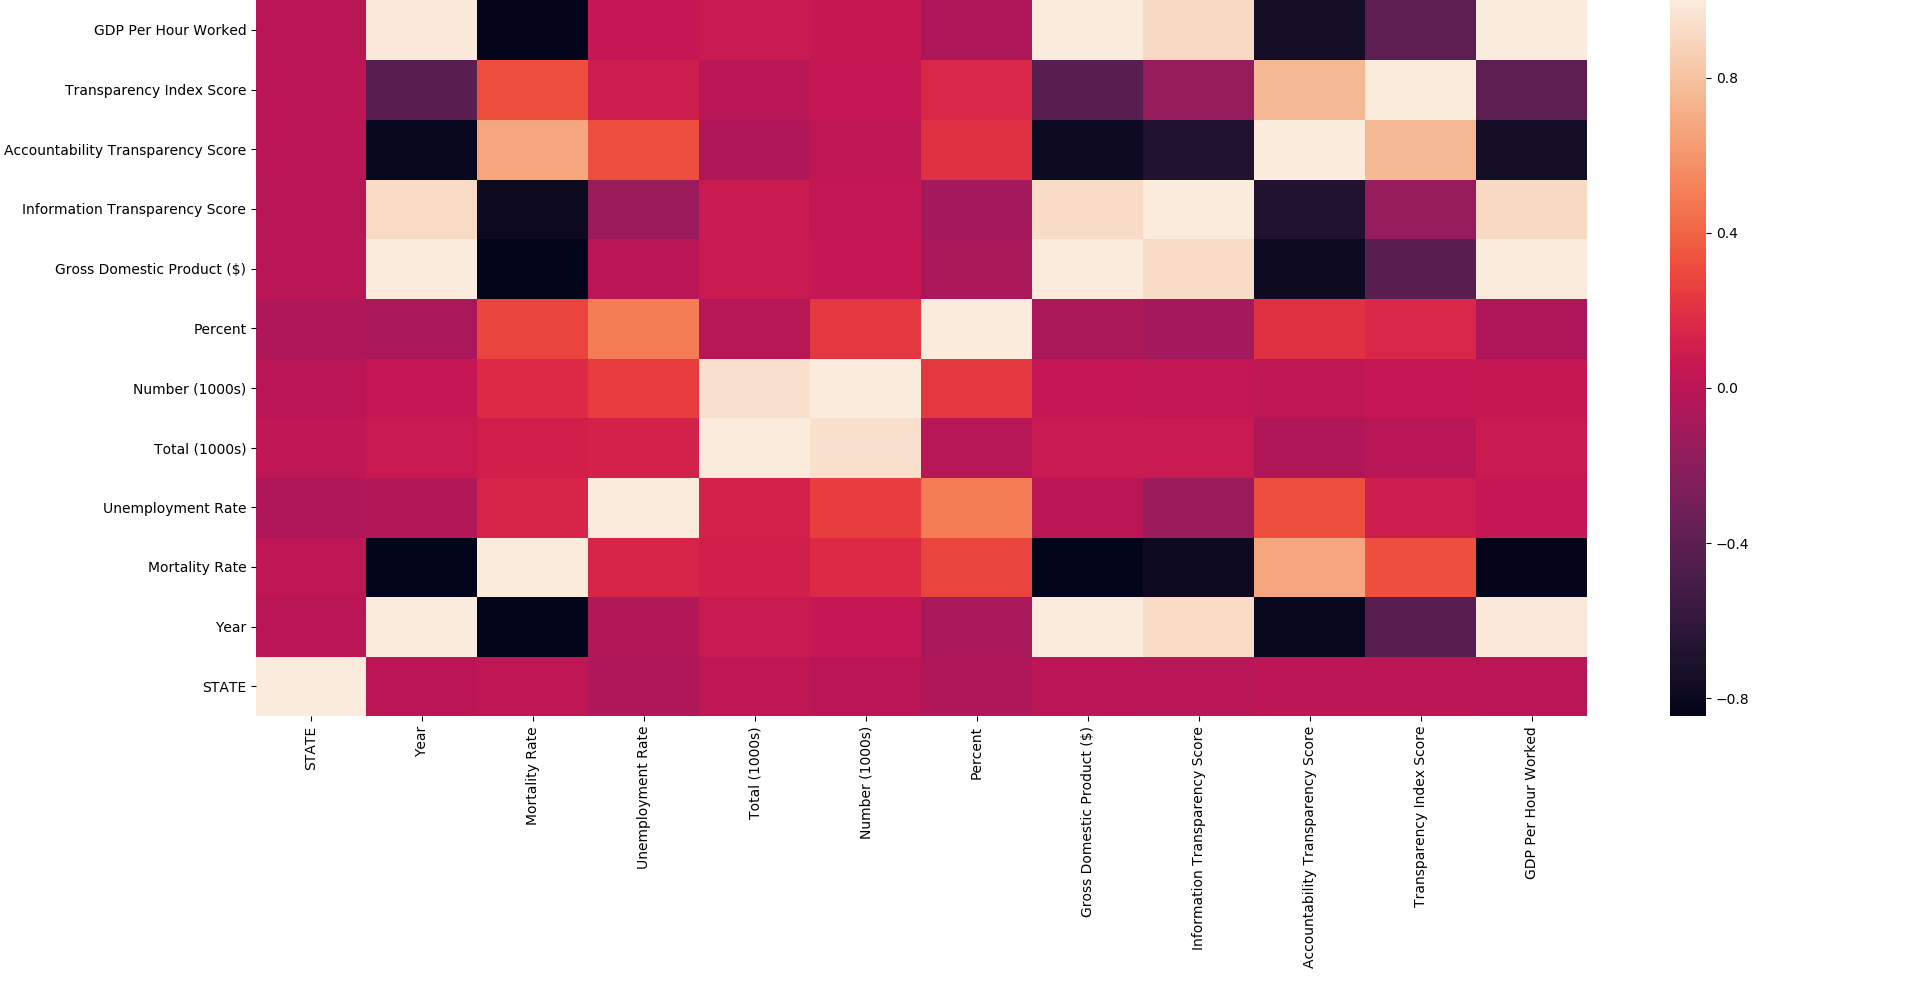 GDP Per Hour Worked
Transparency Index Score
Accountability Transparency Score
Information Transparency Score
Gross Domestic Product ($)
Percent
Number (1000s)
Total (1000s)
Unemployment Rate
Mortality Rate
Year
STATE
STATE
Year
Mortality Rate
Unemployment Rate
Total (1000s)
Number (1000s)
Percent
Gross Domestic Product ($)
Information Transparency Score
Accountability Transparency Score
Transparency Index Score
GDP Per Hour Worked
0.8
0.4
0.0
−0.4
−0.8